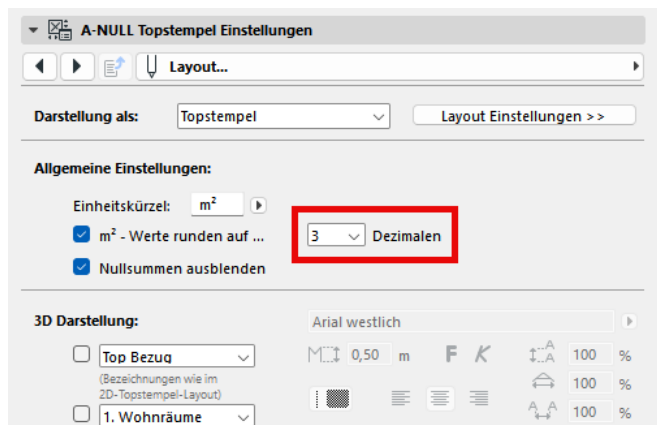 A-NULL Topstempel Einstellungen
Layout...
Darstellung als: Topstempel Layout Einstellungen >>
Allgemeine Einstellungen:
Einheitskürzel: m²
m² - Werte runden auf ... 3 Dezimalen
Nullsummen ausblenden
3D Darstellung: Arial westlich
Top Bezug 0,50 m F K 100 %
(Bezeichnungen wie im
2D-Topstempel-Layout)
100 %
1. Wohnräume 100 %